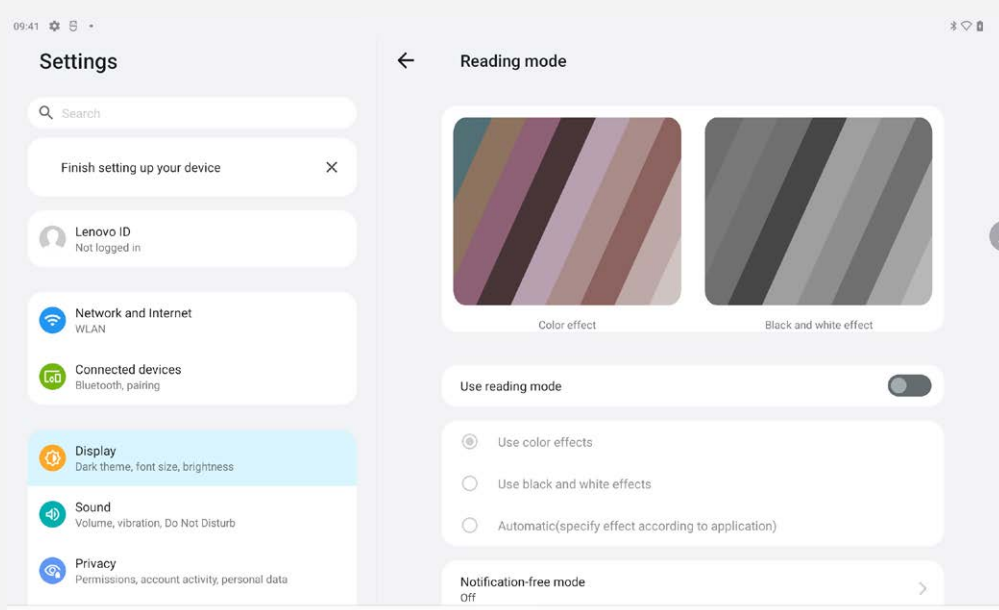 09:41
Settings
Search
Finish setting up your device
Lenovo ID
Not logged in
Network and Internet
WLAN
Connected devices
Bluetooth, pairing
Display
Dark theme, font size, brightness
Sound
Volume, vibration, Do Not Disturb
Privacy
Permissions, account activity, personal data
Reading mode
Color effect
Black and white effect
Use reading mode
Use color effects
Use black and white effects
Automatic(specify effect according to application)
Notification-free mode
Off